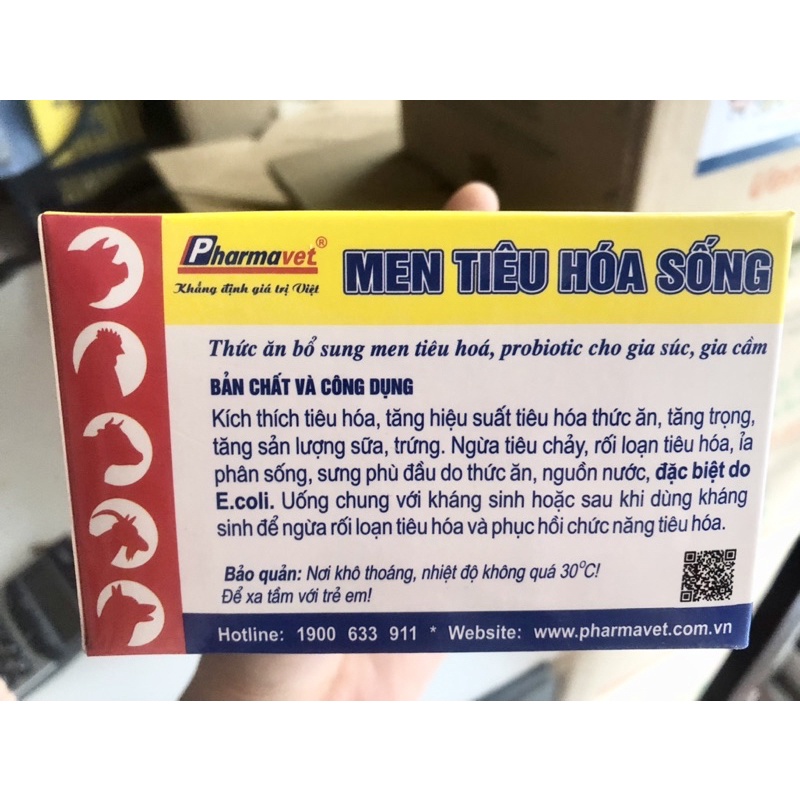 Pharmavet®
Khẳng định giá trị Việt
MEN TIÊU HÓA SỐNG
Thức ăn bổ sung men tiêu hoá, probiotic cho gia súc, gia cầm
BẢN CHẤT VÀ CÔNG DỤNG
Kích thích tiêu hóa, tăng hiệu suất tiêu hóa thức ăn, tăng trọng,
tăng sản lượng sữa, trứng. Ngừa tiêu chảy, rối loạn tiêu hóa, ỉa
phân sống, sưng phù đầu do thức ăn, nguồn nước, đặc biệt do
E.coli. Uống chung với kháng sinh hoặc sau khi dùng kháng
sinh để ngừa rối loạn tiêu hóa và phục hồi chức năng tiêu hóa.
Bảo quản: Nơi khô thoáng, nhiệt độ không quá 30°C!
Để xa tầm với trẻ em!
Hotline: 1900 633 911 * Website: www.pharmavet.com.vn